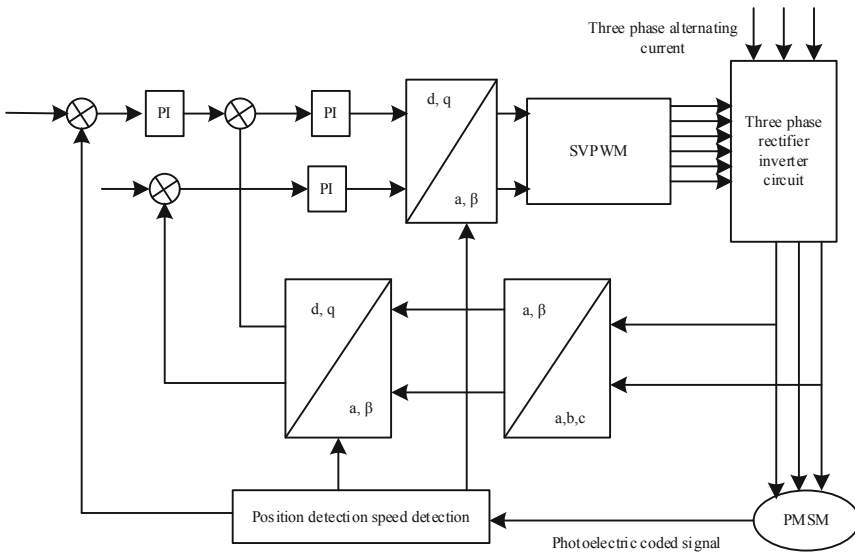 Three phase alternating
current
PI
PI
d, q
a, β
SVPWM
Three phase
rectifier
inverter
circuit
PI
d, q
a, β
a, β
a,b,c
Position detection speed detection
Photoelectric coded signal
PMSM